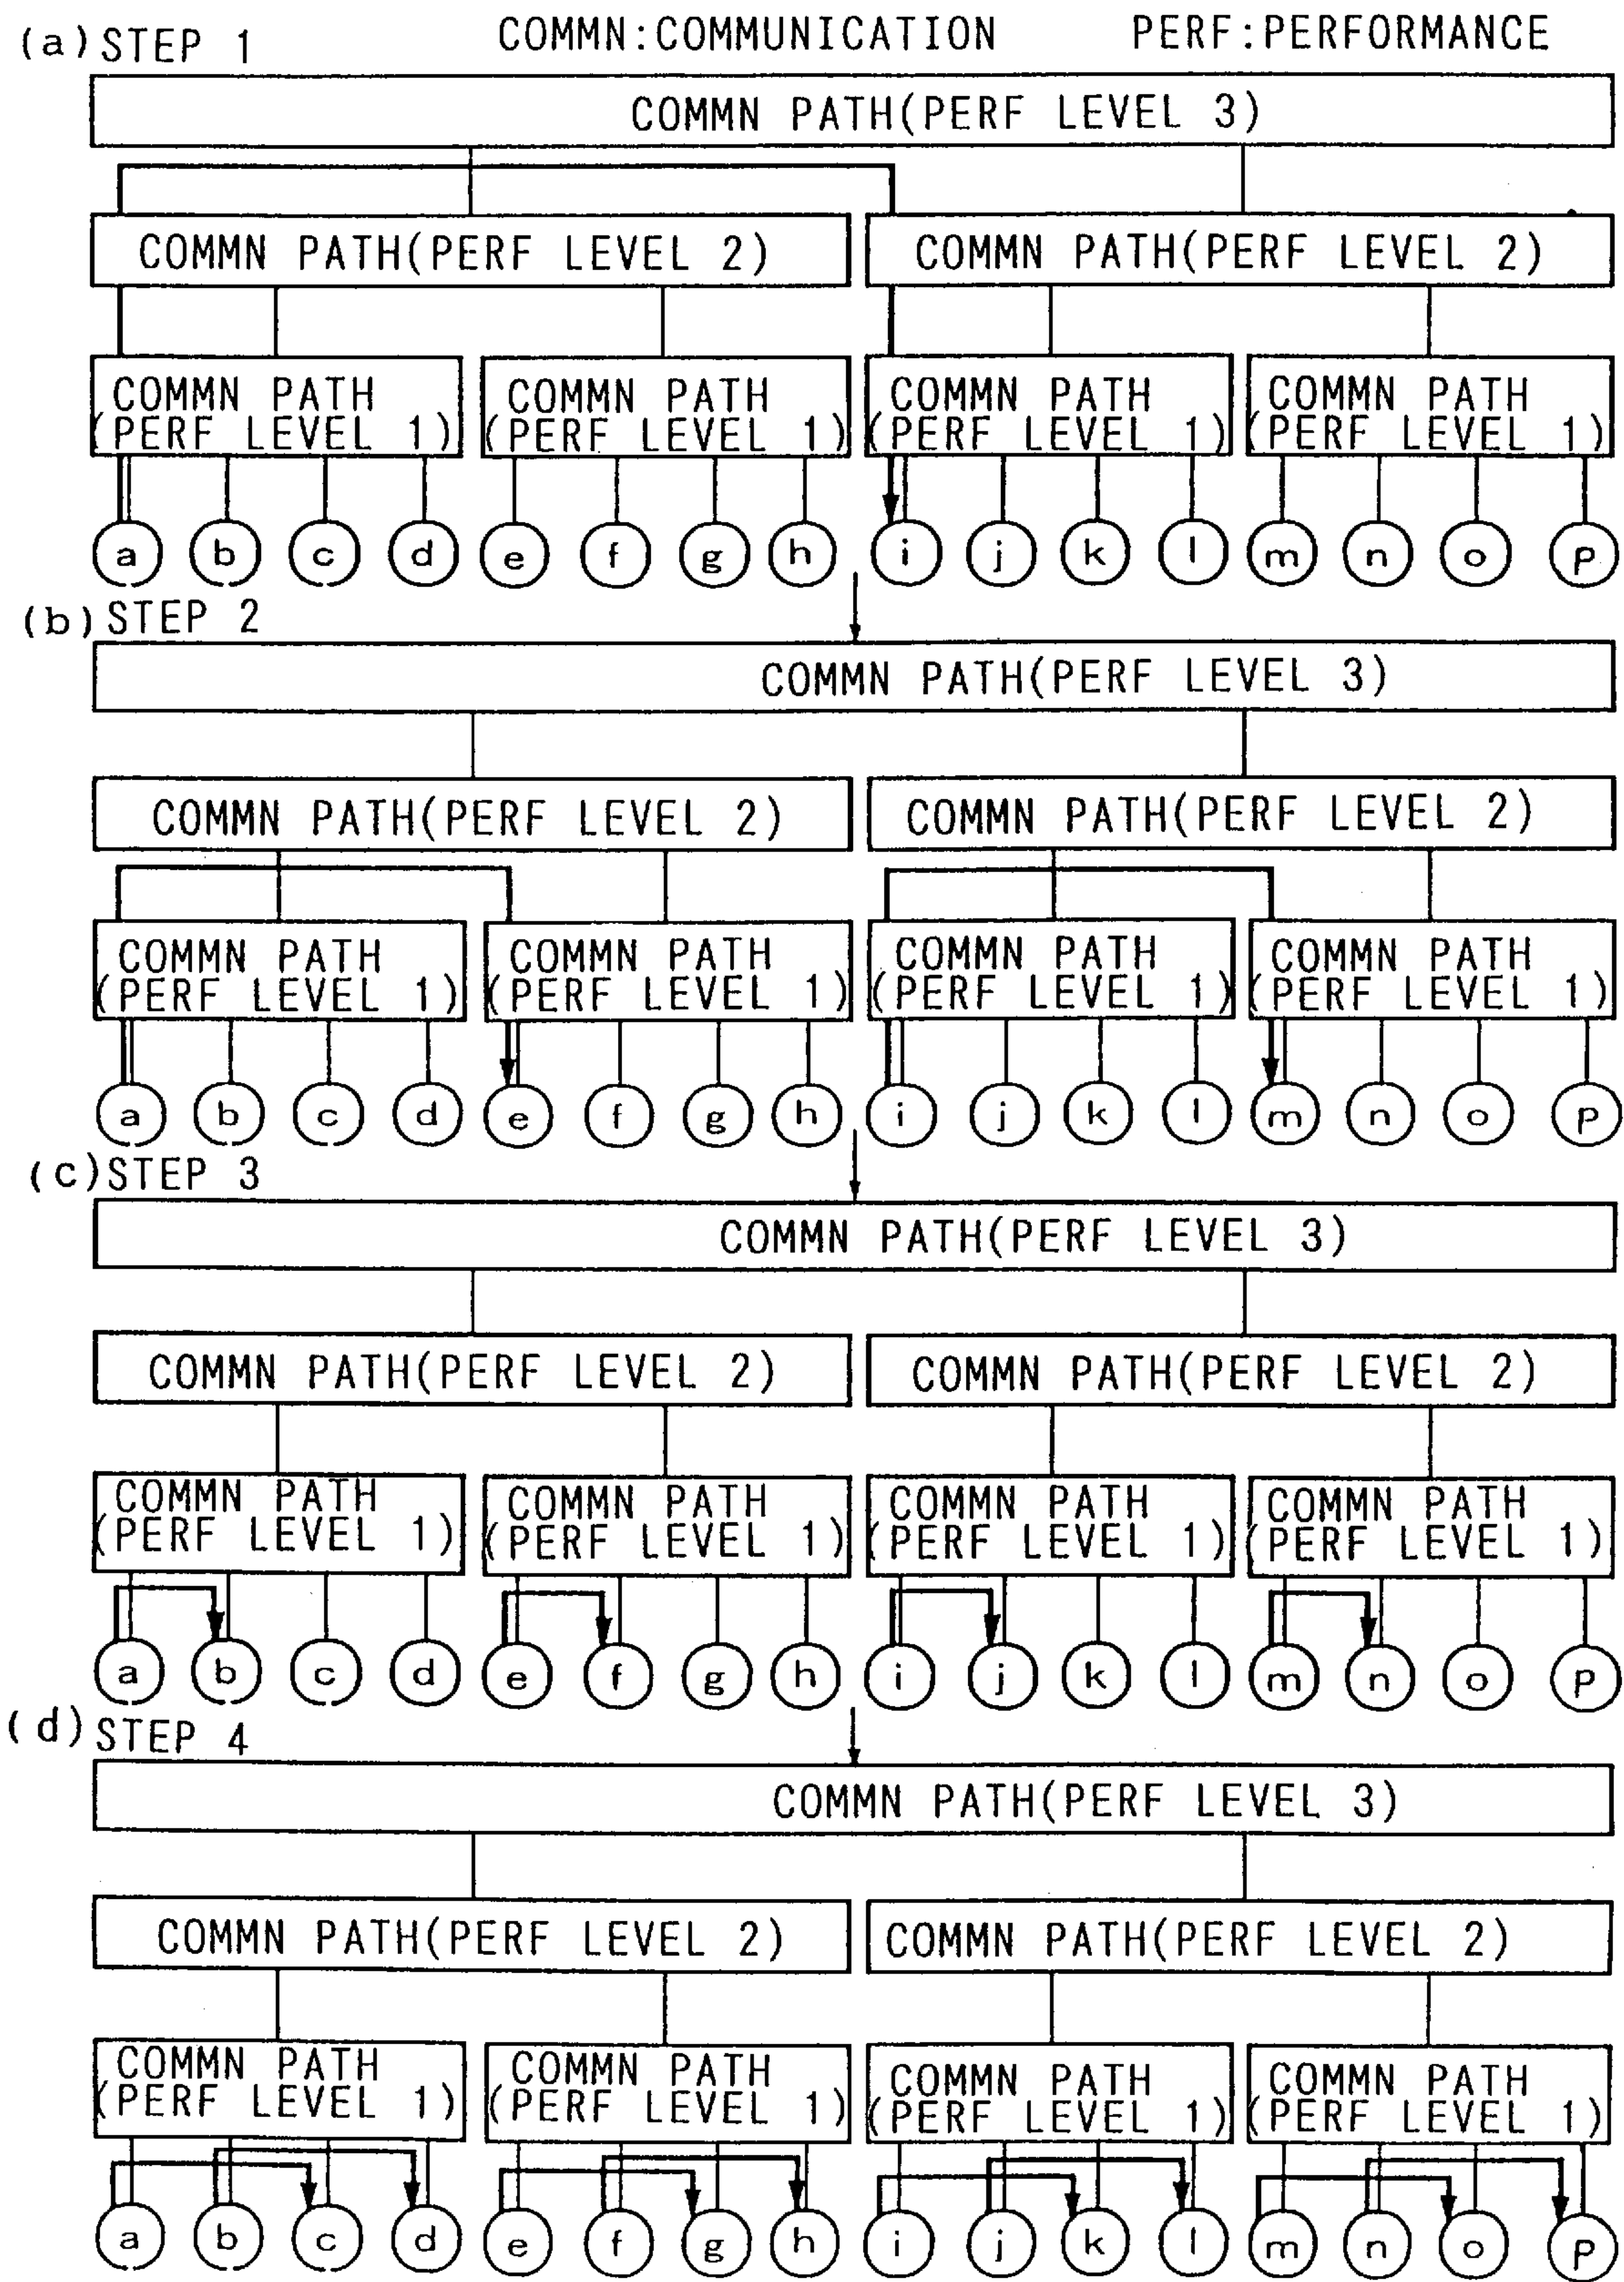 (a) STEP 1 COMMN:COMMUNICATION PERF:PERFORMANCE
COMMN PATH(PERF LEVEL 3)
COMMN PATH(PERF LEVEL 2) COMMN PATH(PERF LEVEL 2)
COMMN PATH COMMN PATH COMMN PATH COMMN PATH
(PERF LEVEL 1) (PERF LEVEL 1) (PERF LEVEL 1) (PERF LEVEL 1)
a b c d e f g h i j k l m n o p
(b) STEP 2
COMMN PATH(PERF LEVEL 3)
COMMN PATH(PERF LEVEL 2) COMMN PATH(PERF LEVEL 2)
COMMN PATH COMMN PATH COMMN PATH COMMN PATH
(PERF LEVEL 1) (PERF LEVEL 1) (PERF LEVEL 1) (PERF LEVEL 1)
a b c d e f g h i j k l m n o p
(c) STEP 3
COMMN PATH(PERF LEVEL 3)
COMMN PATH(PERF LEVEL 2) COMMN PATH(PERF LEVEL 2)
COMMN PATH COMMN PATH COMMN PATH COMMN PATH
(PERF LEVEL 1) (PERF LEVEL 1) (PERF LEVEL 1) (PERF LEVEL 1)
a b c d e f g h i j k l m n o p
(d) STEP 4
COMMN PATH(PERF LEVEL 3)
COMMN PATH(PERF LEVEL 2) COMMN PATH(PERF LEVEL 2)
COMMN PATH COMMN PATH COMMN PATH COMMN PATH
(PERF LEVEL 1) (PERF LEVEL 1) (PERF LEVEL 1) (PERF LEVEL 1)
a b c d e f g h i j k l m n o p